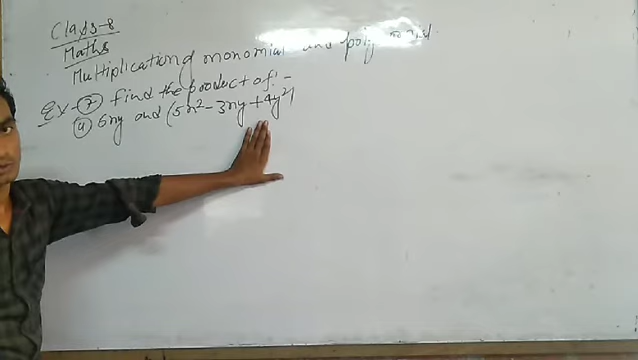 Class-8
Maths
Multiplication of monomial and polynomial
Ex-7 Find the product of:-
a 6xy and (5x²-3xy+4y²)